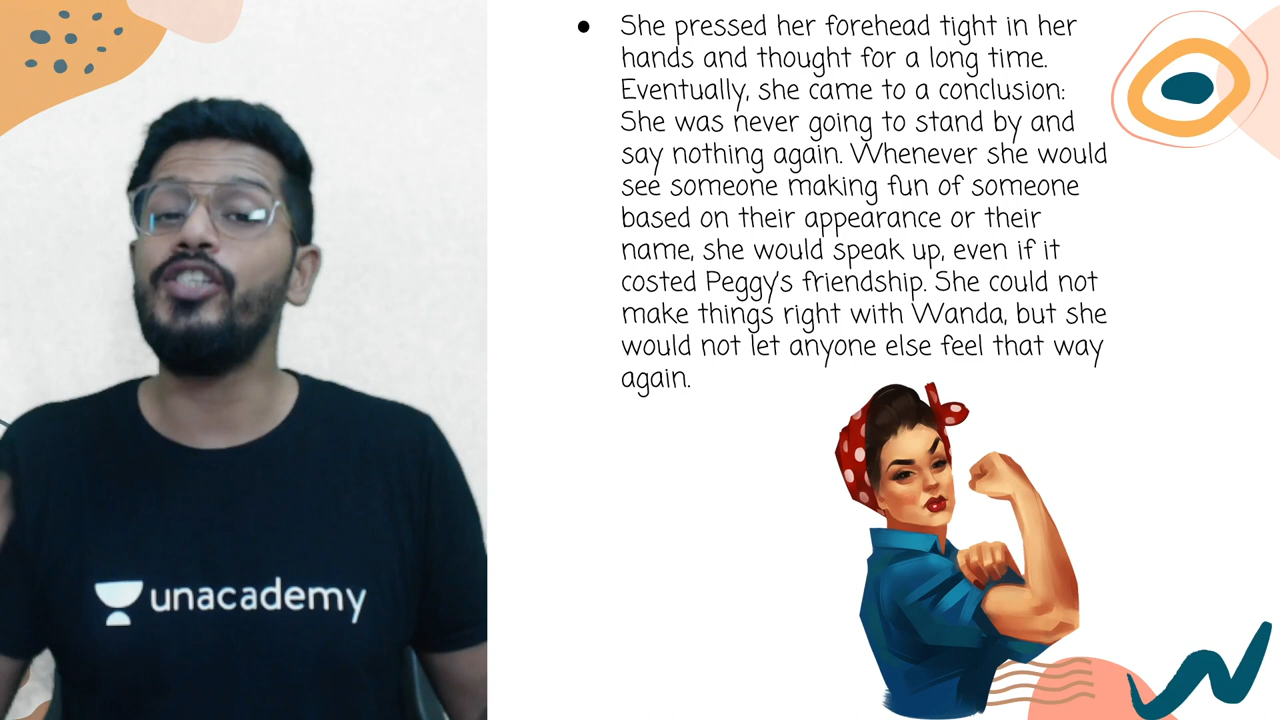 She pressed her forehead tight in her
hands and thought for a long time.
Eventually, she came to a conclusion:
She was never going to stand by and
say nothing again. Whenever she would
see someone making fun of someone
based on their appearance or their
name, she would speak up, even if it
costed Peggy's friendship. She could not
make things right with Wanda, but she
would not let anyone else feel that way
again.
unacademy